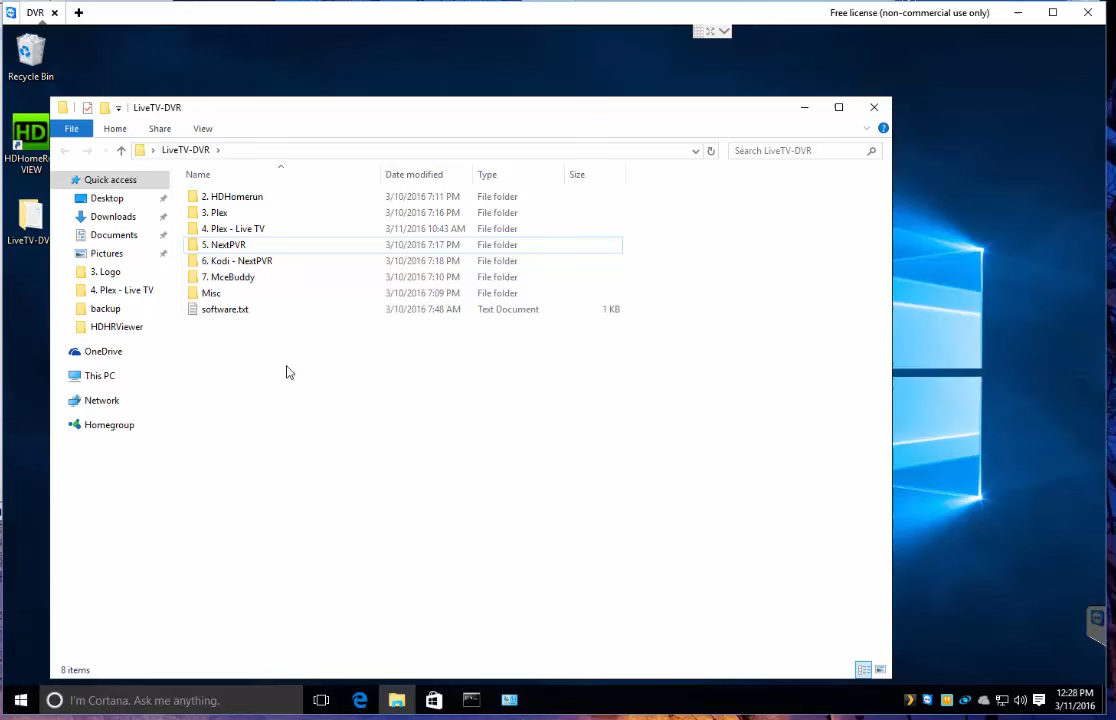 DVR
Free license (non-commercial use only)
Recycle Bin
LiveTV-DVR
File Home Share View
LiveTV-DVR
Search LiveTV-DVR
HD
HDHomeR
VIEW
LiveTV-DV
Name Date modified Type Size
Quick access
Desktop
Downloads
Documents
Pictures
3. Logo
4. Plex - Live TV
backup
HDHRViewer
OneDrive
This PC
Network
Homegroup
2. HDHomerun 3/10/2016 7:11 PM File folder
3. Plex 3/10/2016 7:16 PM File folder
4. Plex - Live TV 3/11/2016 10:43 AM File folder
5. NextPVR 3/10/2016 7:17 PM File folder
6. Kodi - NextPVR 3/10/2016 7:18 PM File folder
7. MceBuddy 3/10/2016 7:10 PM File folder
Misc 3/10/2016 7:09 PM File folder
software.txt 3/10/2016 7:48 AM Text Document 1 KB
8 items
I'm Cortana. Ask me anything.
12:28 PM
3/11/2016